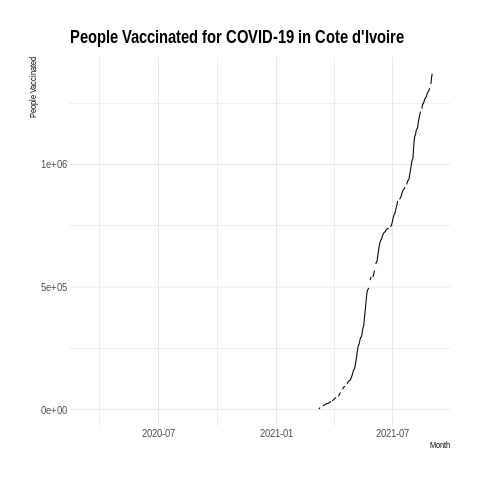 People Vaccinated for COVID-19 in Cote d'Ivoire
People Vaccinated
1e+06
5e+05
0e+00
2020-07
2021-01
2021-07
Month